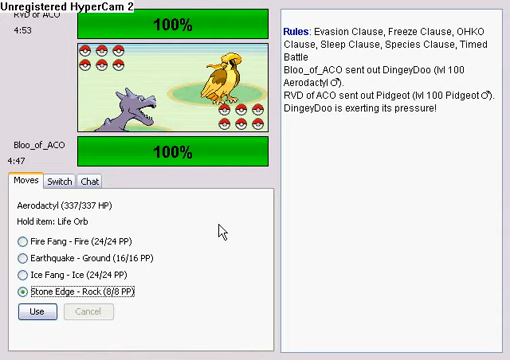 Unregistered HyperCam 2
RVD of ACO
4:53
100%
Bloo_of_ACO
4:47
100%
Moves
Switch
Chat
Aerodactyl (337/337 HP)
Hold item: Life Orb
Fire Fang - Fire (24/24 PP)
Earthquake - Ground (16/16 PP)
Ice Fang - Ice (24/24 PP)
Stone Edge - Rock (8/8 PP)
Use
Cancel
Rules: Evasion Clause, Freeze Clause, OHKO
Clause, Sleep Clause, Species Clause, Timed
Battle
Bloo_of_ACO sent out DingeyDoo (lvl 100
Aerodactyl ♂).
RVD of ACO sent out Pidgeot (lvl 100 Pidgeot ♂).
DingeyDoo is exerting its pressure!